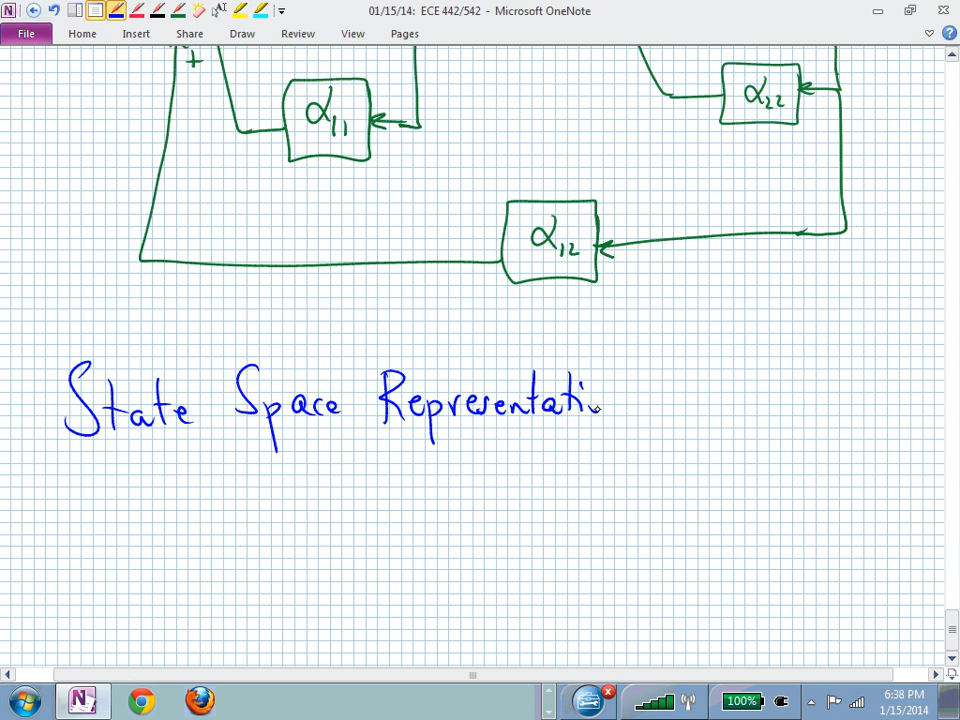 01/15/14: ECE 442/542 - Microsoft OneNote
File Home Insert Share Draw Review View Pages
+
α11
α22
α12
State Space Representati
100%
6:38 PM
1/15/2014